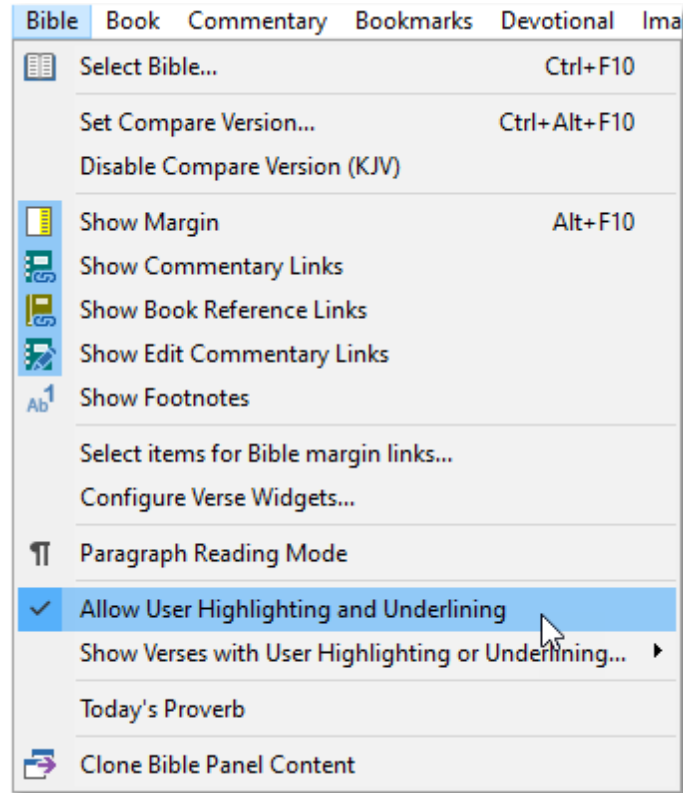 Bible Book Commentary Bookmarks Devotional Ima
Select Bible... Ctrl+F10
Set Compare Version... Ctrl+Alt+F10
Disable Compare Version (KJV)
Show Margin Alt+F10
Show Commentary Links
Show Book Reference Links
Show Edit Commentary Links
Ab1 Show Footnotes
Select items for Bible margin links...
Configure Verse Widgets...
¶ Paragraph Reading Mode
Allow User Highlighting and Underlining
Show Verses with User Highlighting or Underlining...
Today's Proverb
Clone Bible Panel Content